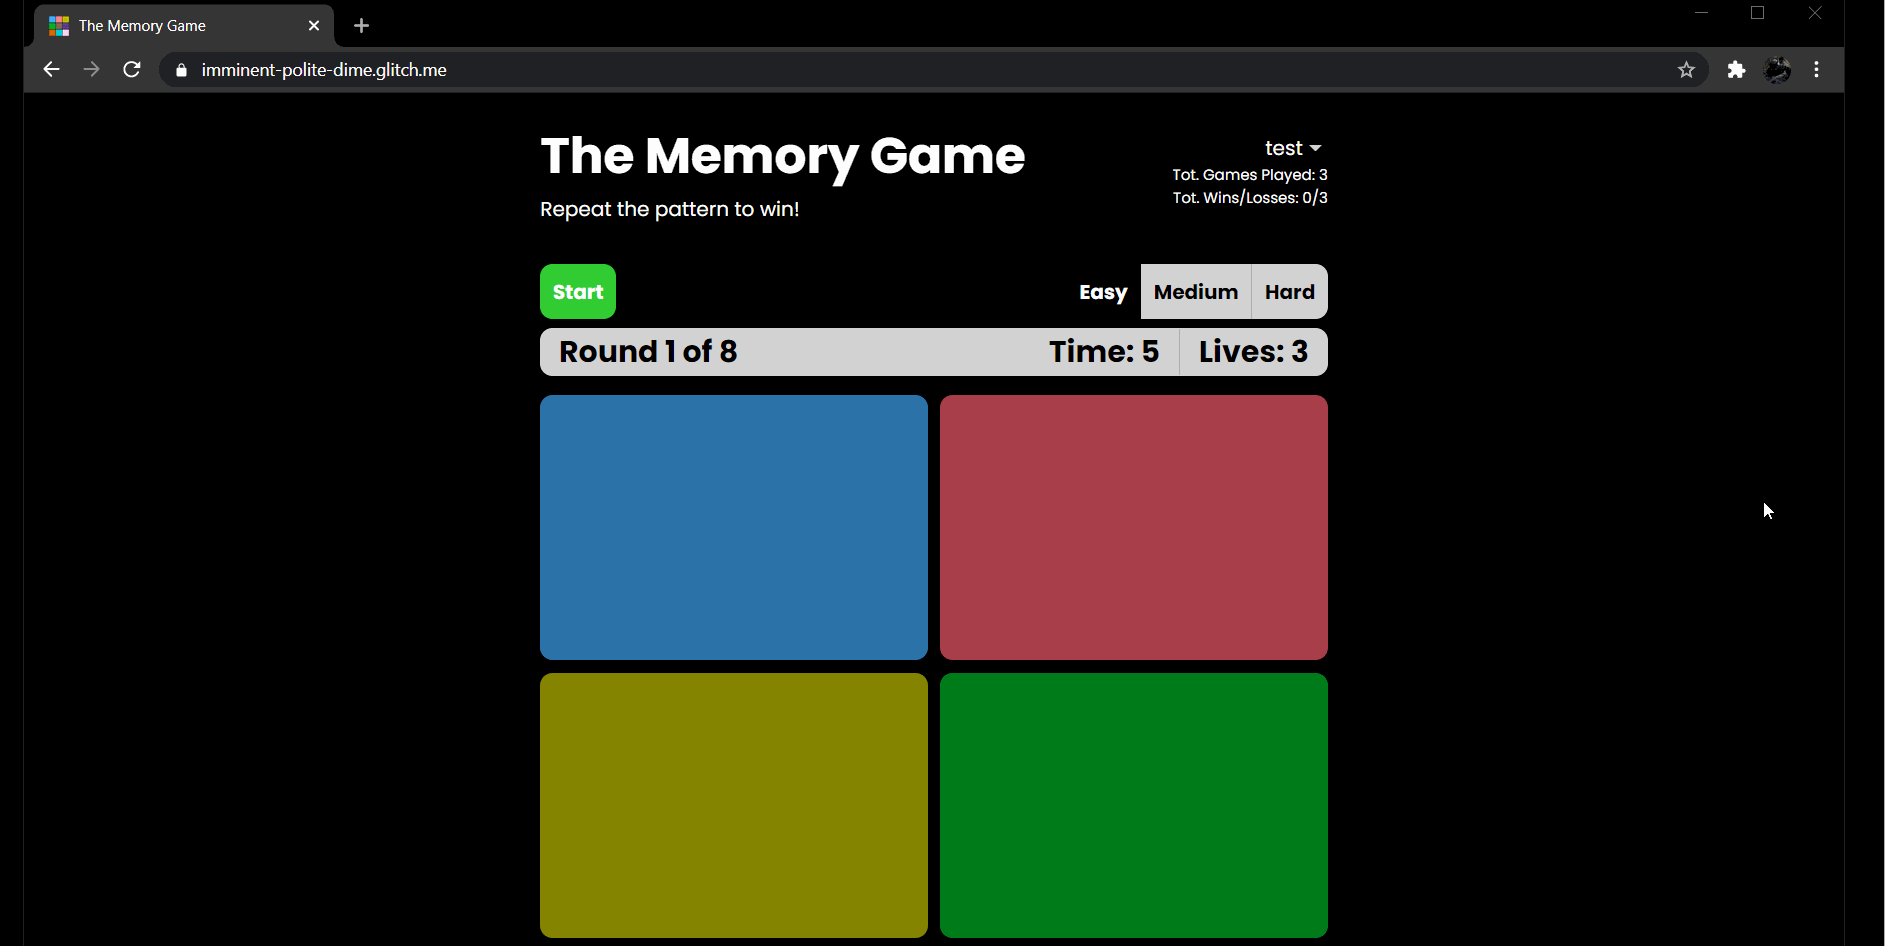 The Memory Game
imminent-polite-dime.glitch.me
The Memory Game
Repeat the pattern to win!
test
Tot. Games Played: 3
Tot. Wins/Losses: 0/3
Start
Easy Medium Hard
Round 1 of 8
Time: 5 Lives: 3